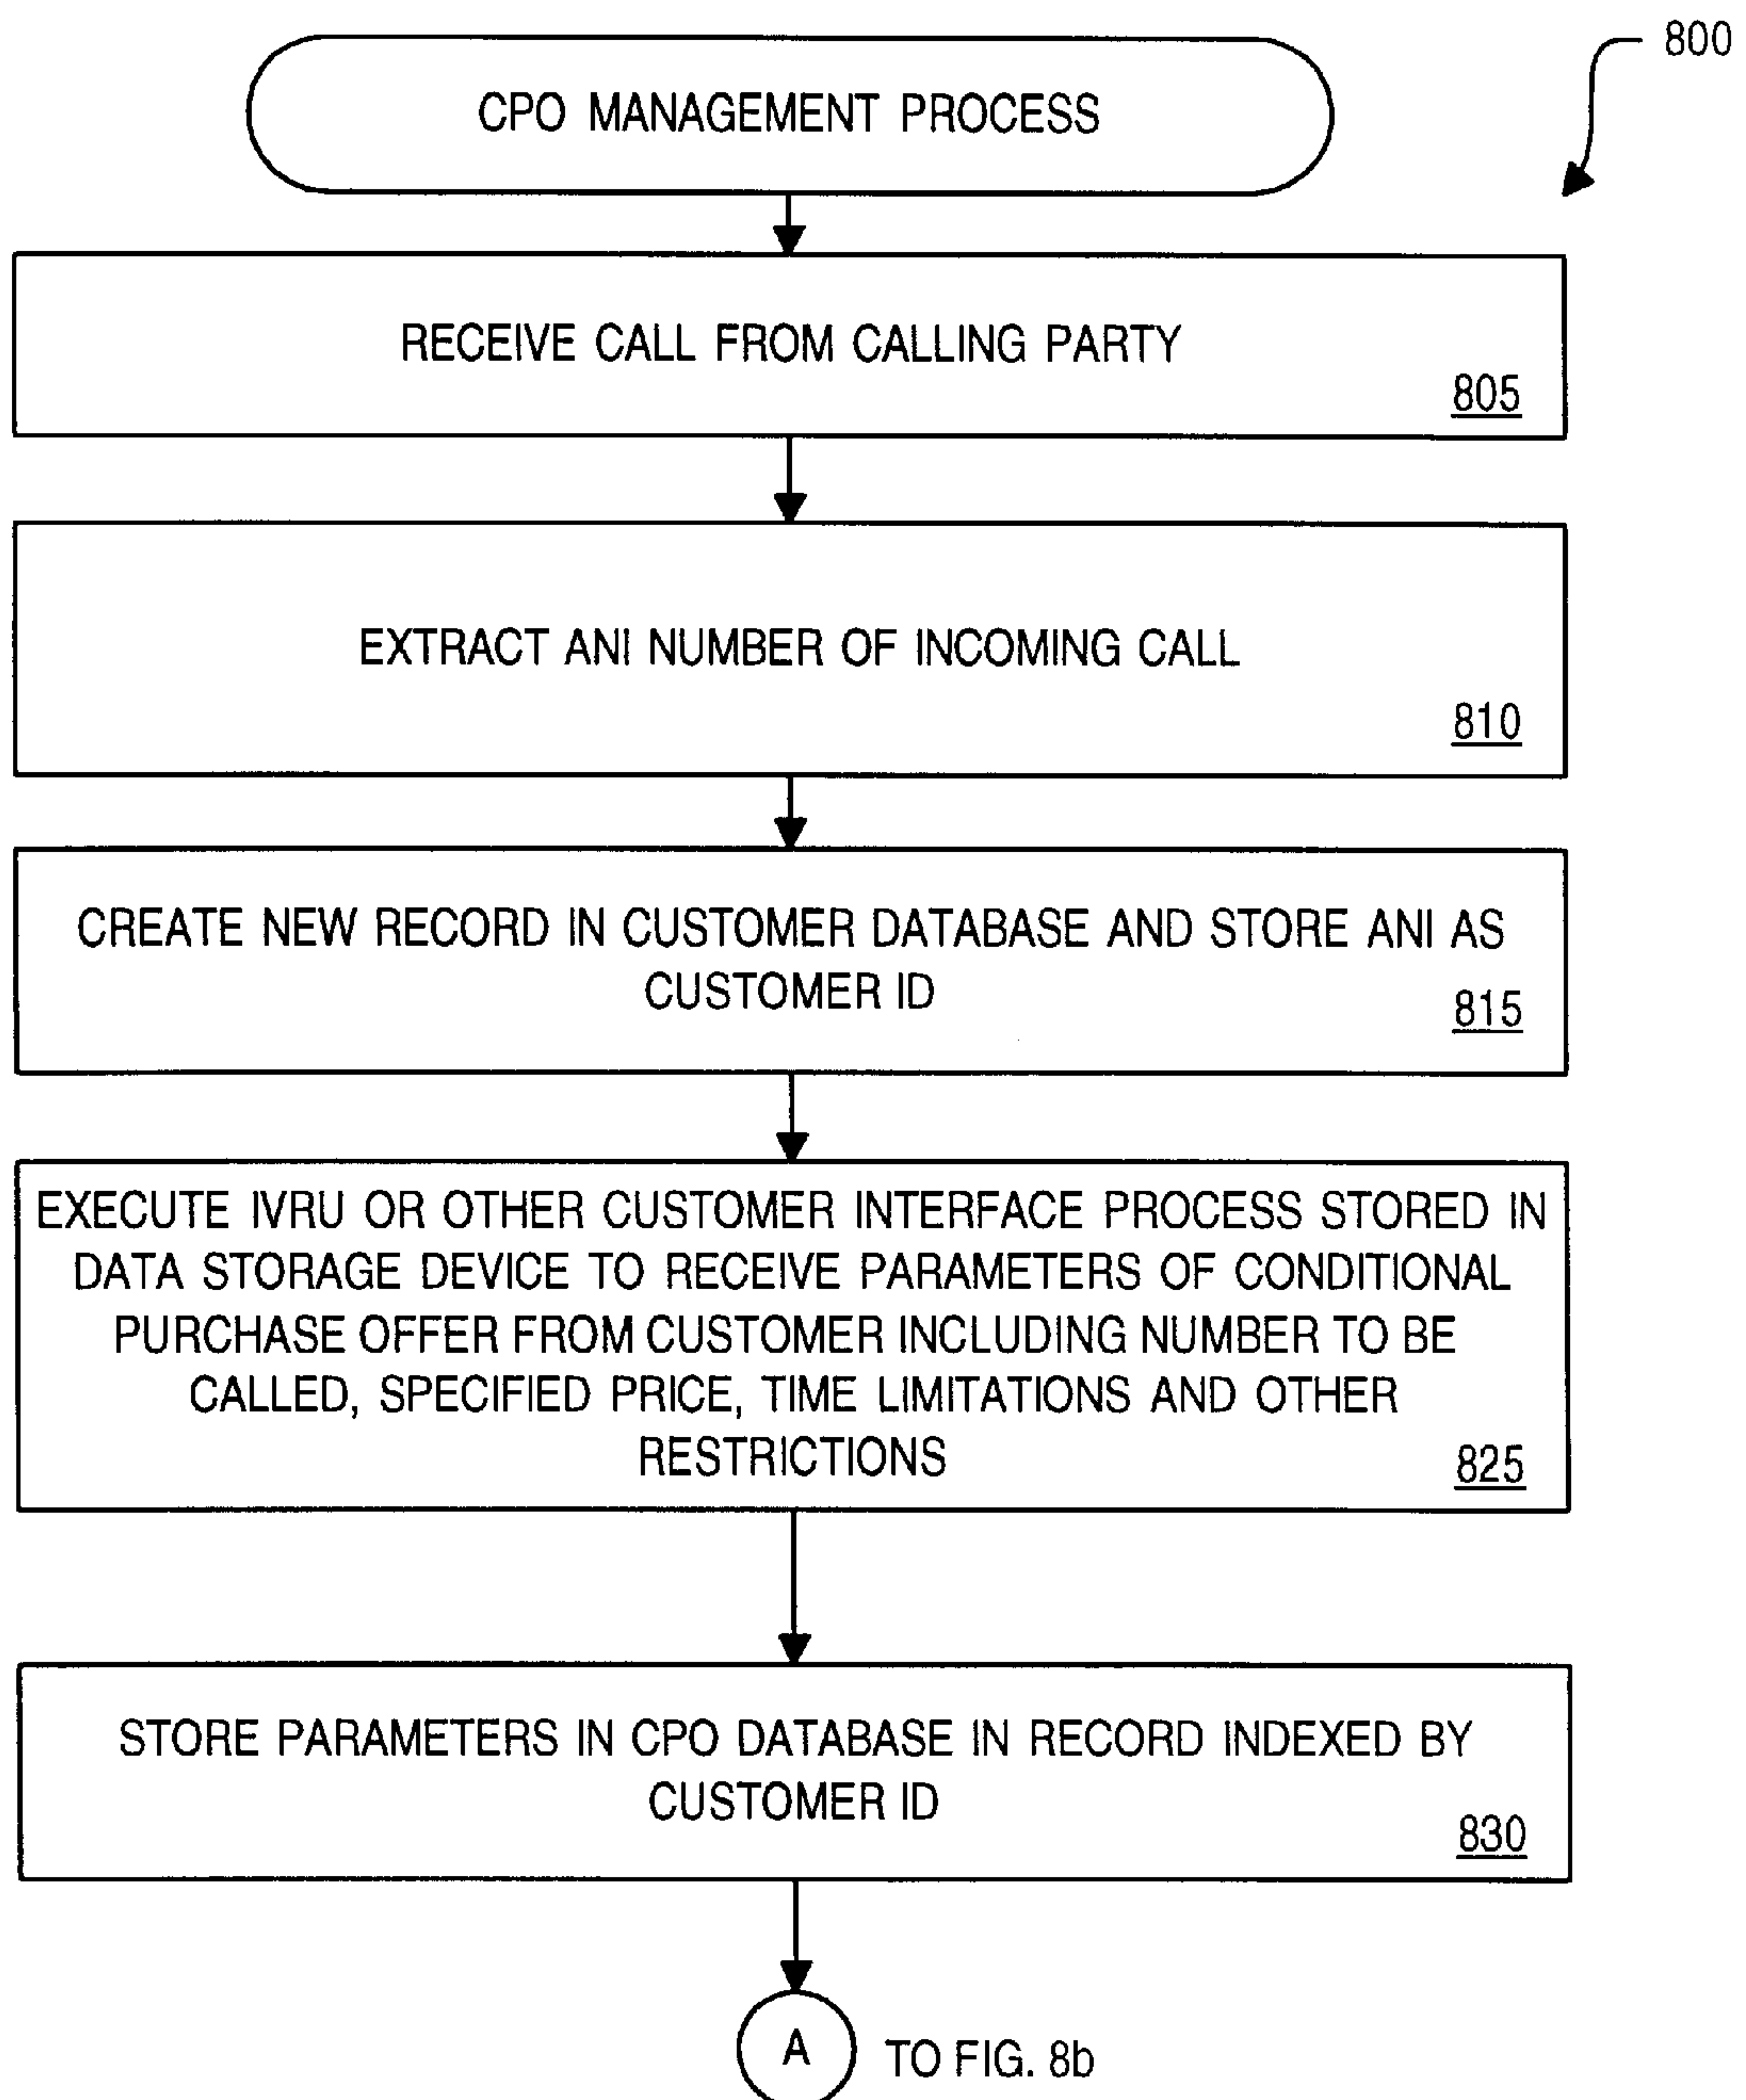 800
CPO MANAGEMENT PROCESS
RECEIVE CALL FROM CALLING PARTY
805
EXTRACT ANI NUMBER OF INCOMING CALL
810
CREATE NEW RECORD IN CUSTOMER DATABASE AND STORE ANI AS
CUSTOMER ID
815
EXECUTE IVRU OR OTHER CUSTOMER INTERFACE PROCESS STORED IN
DATA STORAGE DEVICE TO RECEIVE PARAMETERS OF CONDITIONAL
PURCHASE OFFER FROM CUSTOMER INCLUDING NUMBER TO BE
CALLED, SPECIFIED PRICE, TIME LIMITATIONS AND OTHER
RESTRICTIONS
825
STORE PARAMETERS IN CPO DATABASE IN RECORD INDEXED BY
CUSTOMER ID
830
A
TO FIG. 8b